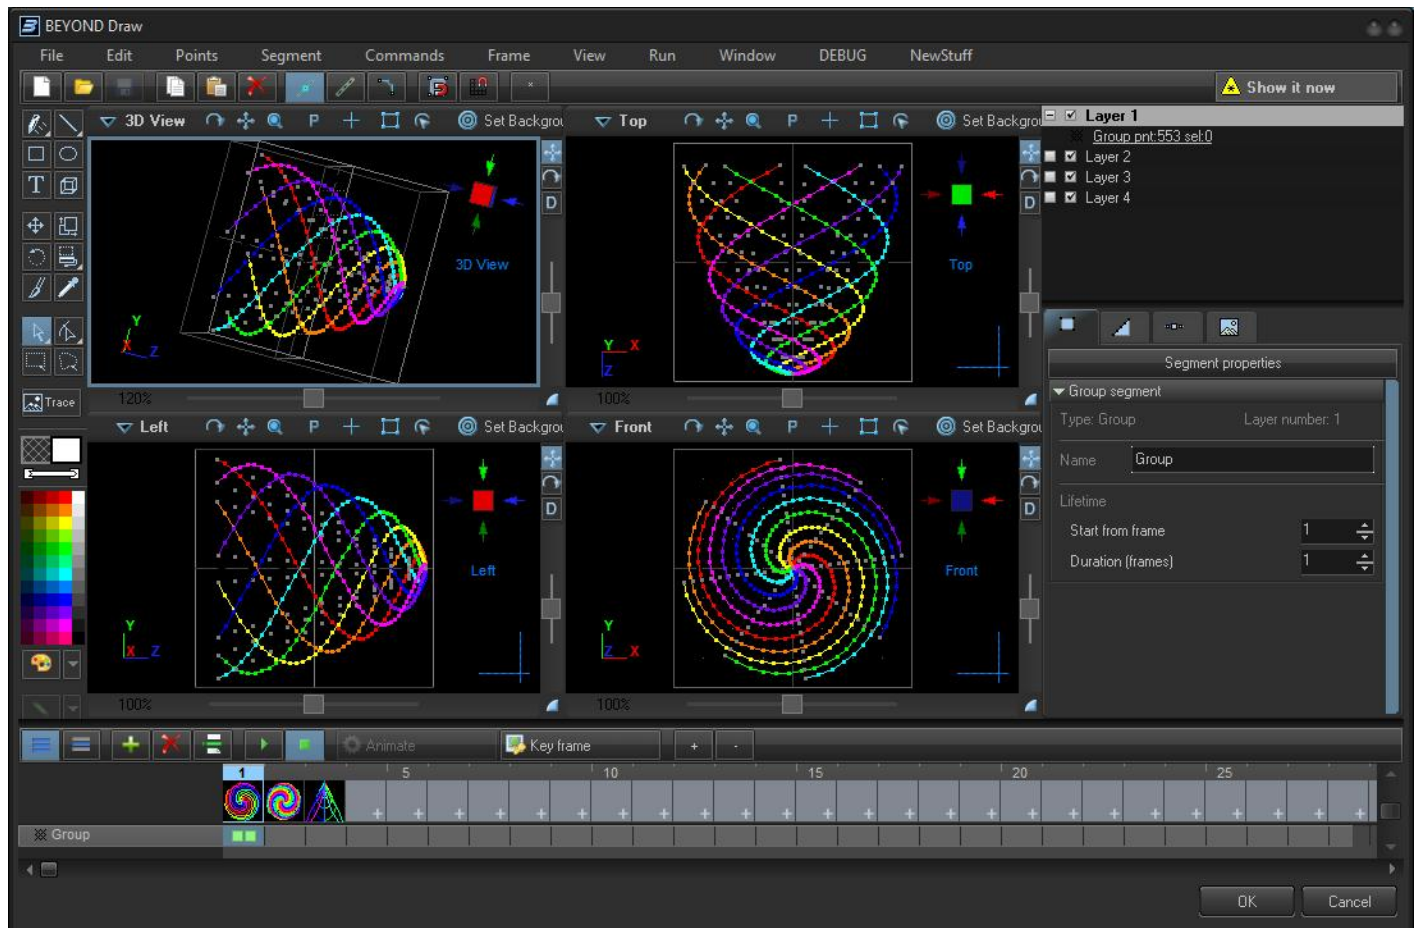 BEYOND Draw
File Edit Points Segment Commands Frame View Run Window DEBUG NewStuff
Show it now
3D View P Set Backgrou
Top P Set Backgrou
Layer 1
Group pnt:553 sel:0
Layer 2
Layer 3
Layer 4
T
D
3D View
Y
X Z
120%
D
Top
Y X
Z
100%
Trace
Segment properties
Group segment
Type: Group Layer number: 1
Name Group
Lifetime
Start from frame 1
Duration (frames) 1
Left P Set Backgrou
Front P Set Backgrou
D
Left
Y
X Z
100%
D
Front
Y
Z X
100%
Animate Key frame + -
1 5 10 15 20 25
Group
OK Cancel